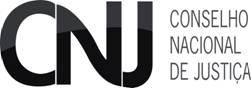 CNJ
CONSELHO
NACIONAL
DE JUSTIÇA